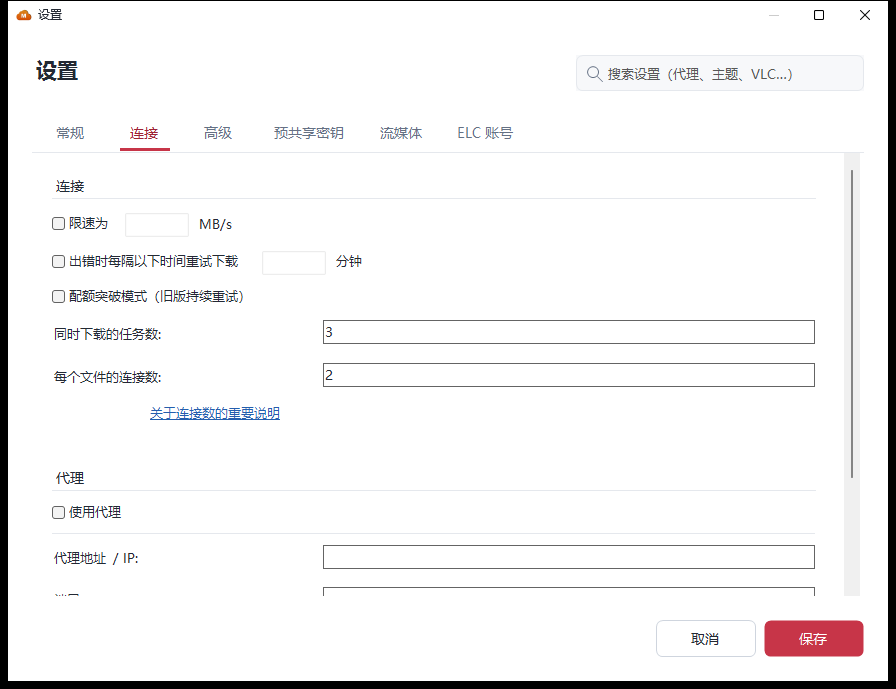 设置
设置
搜索设置（代理、主题、VLC...）
常规 连接 高级 预共享密钥 流媒体 ELC 账号
连接
限速为 MB/s
出错时每隔以下时间重试下载 分钟
配额突破模式（旧版持续重试）
同时下载的任务数: 3
每个文件的连接数: 2
关于连接数的重要说明
代理
使用代理
代理地址 / IP:
取消 保存